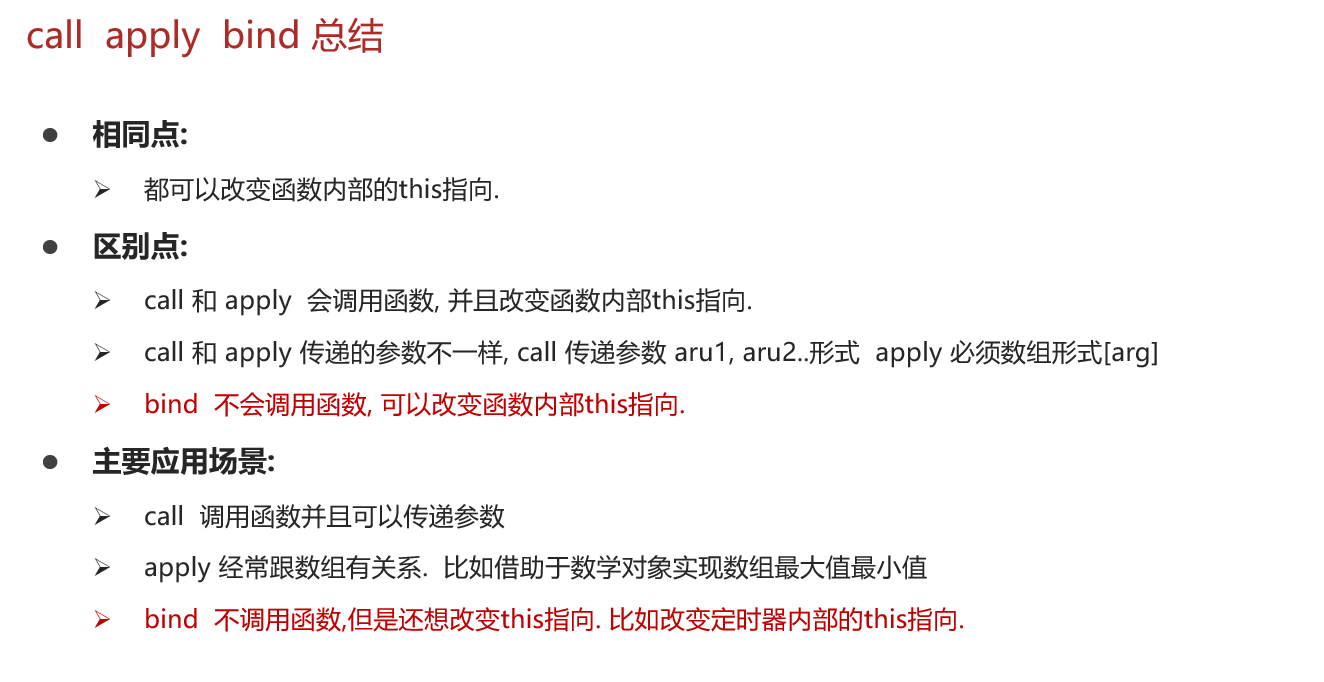 call apply bind 总结
相同点:
都可以改变函数内部的this指向.
区别点:
call 和 apply 会调用函数, 并且改变函数内部this指向.
call 和 apply 传递的参数不一样, call 传递参数 aru1, aru2..形式 apply 必须数组形式[arg]
bind 不会调用函数, 可以改变函数内部this指向.
主要应用场景:
call 调用函数并且可以传递参数
apply 经常跟数组有关系. 比如借助于数学对象实现数组最大值最小值
bind 不调用函数,但是还想改变this指向. 比如改变定时器内部的this指向.